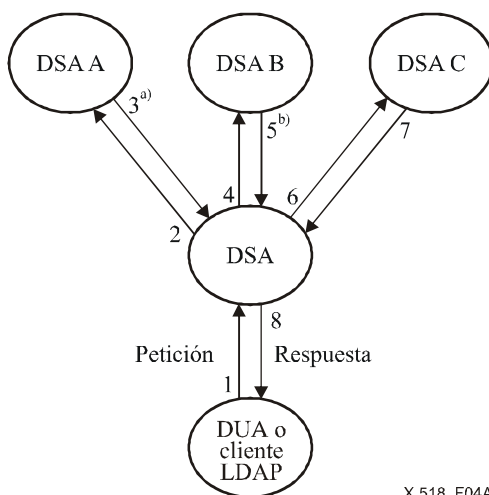 DSA A
DSA B
DSA C
3a)
5b)
7
4
6
2
DSA
8
Petición
Respuesta
1
DUA o
cliente
LDAP
X.518_F04A